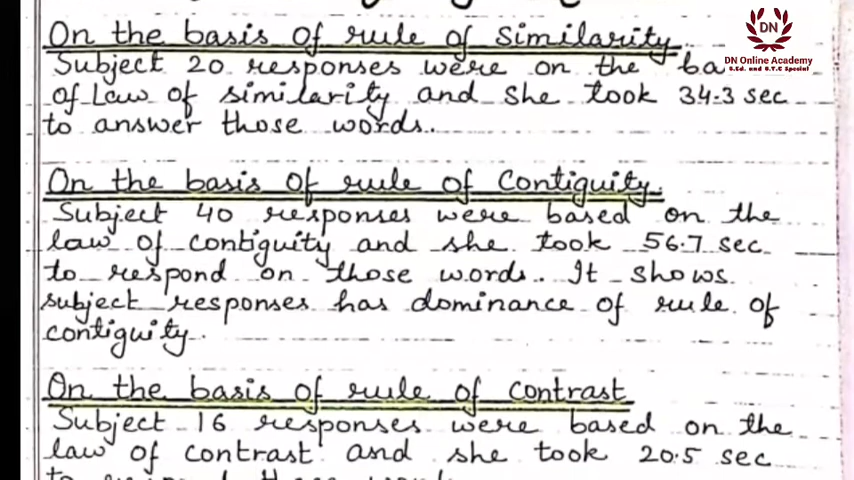 DN
DN Online Academy
B.Ed. and B.T.C Special
On the basis of rule of Similarity
Subject 20 responses were on the ba
of Law of similarity and she took 34.3 sec
to answer those words.
On the basis of rule of Contiguity.
Subject 40 responses were based on the
law of contiguity and she took 56.7 sec
to respond on those words. It shows
subject responses has dominance of rule of
contiguity.
On the basis of rule of contrast
Subject 16 responses were based on the
law of contrast and she took 20.5 sec